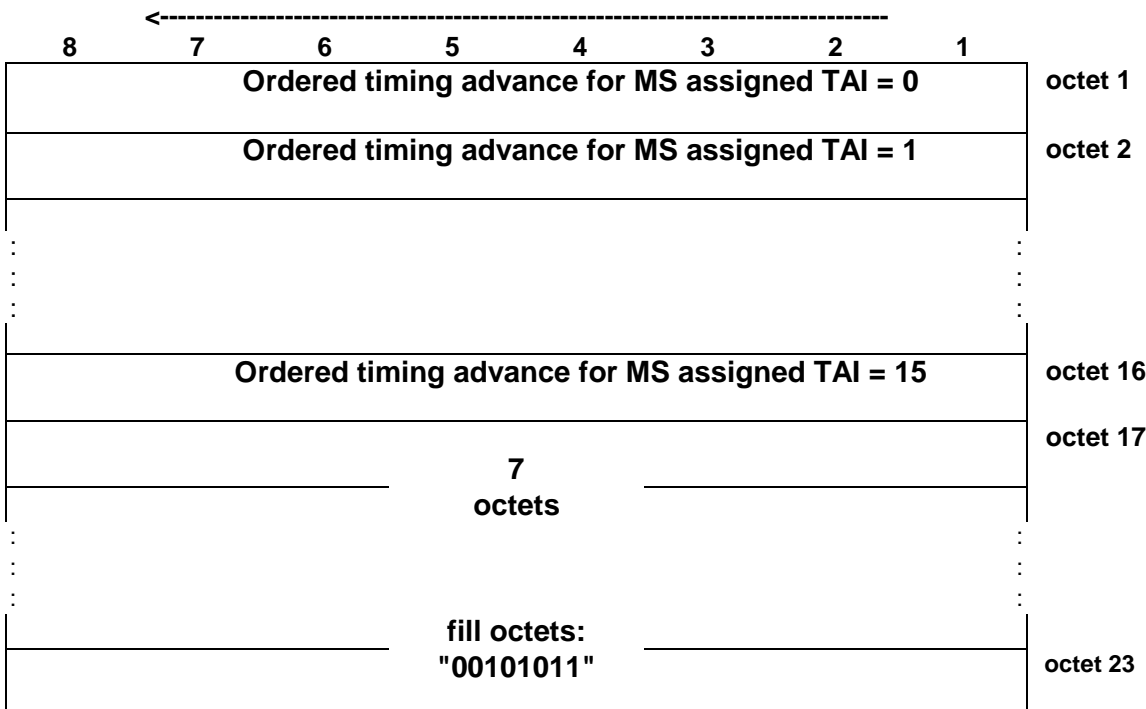 <--------------------------------------------------------------------------------
8 7 6 5 4 3 2 1
Ordered timing advance for MS assigned TAI = 0 octet 1
Ordered timing advance for MS assigned TAI = 1 octet 2
: :
: :
: :
Ordered timing advance for MS assigned TAI = 15 octet 16
octet 17
7
octets
: :
: :
: :
fill octets:
"00101011" octet 23